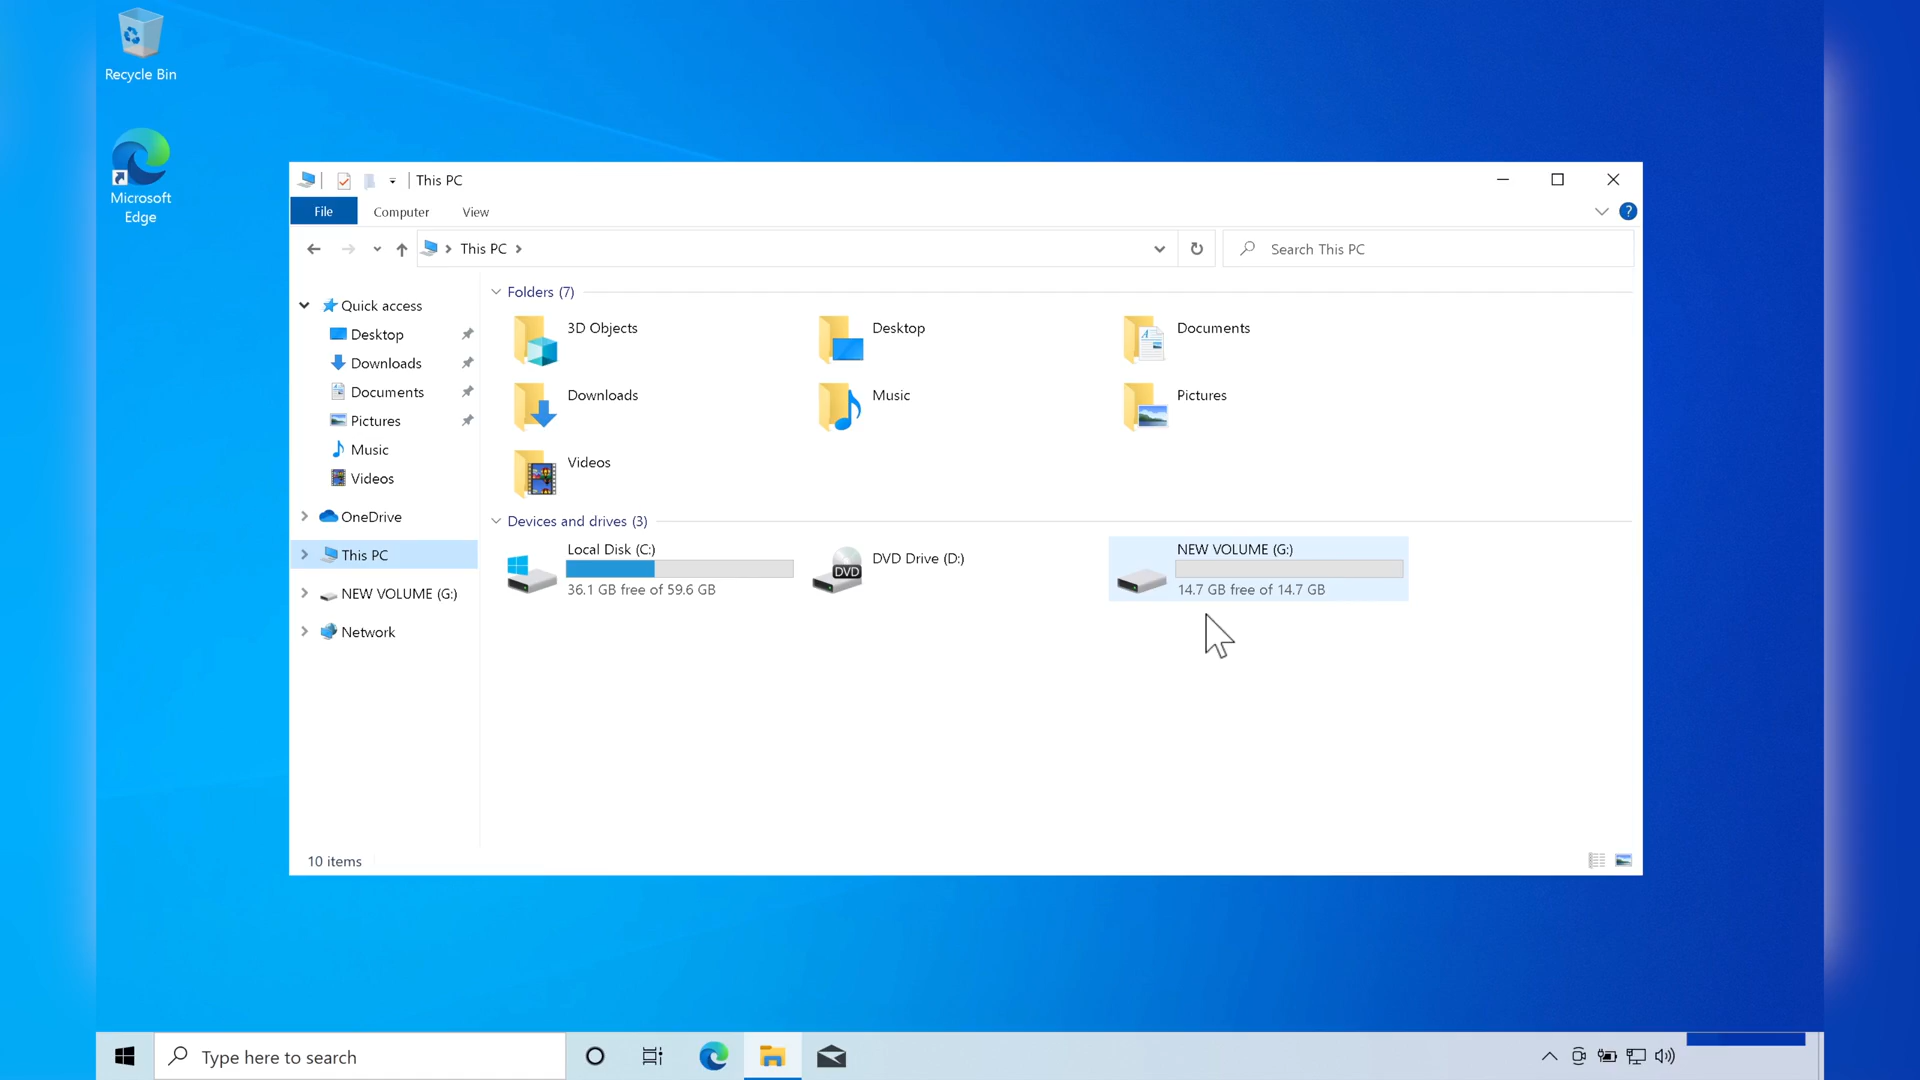 Recycle Bin
Microsoft
Edge
This PC
File
Computer
View
?
This PC
Search This PC
Quick access
Desktop
Downloads
Documents
Pictures
Music
Videos
OneDrive
This PC
NEW VOLUME (G:)
Network
Folders (7)
3D Objects
Desktop
Documents
Downloads
Music
Pictures
Videos
Devices and drives (3)
Local Disk (C:)
36.1 GB free of 59.6 GB
DVD
DVD Drive (D:)
NEW VOLUME (G:)
14.7 GB free of 14.7 GB
10 items
Type here to search